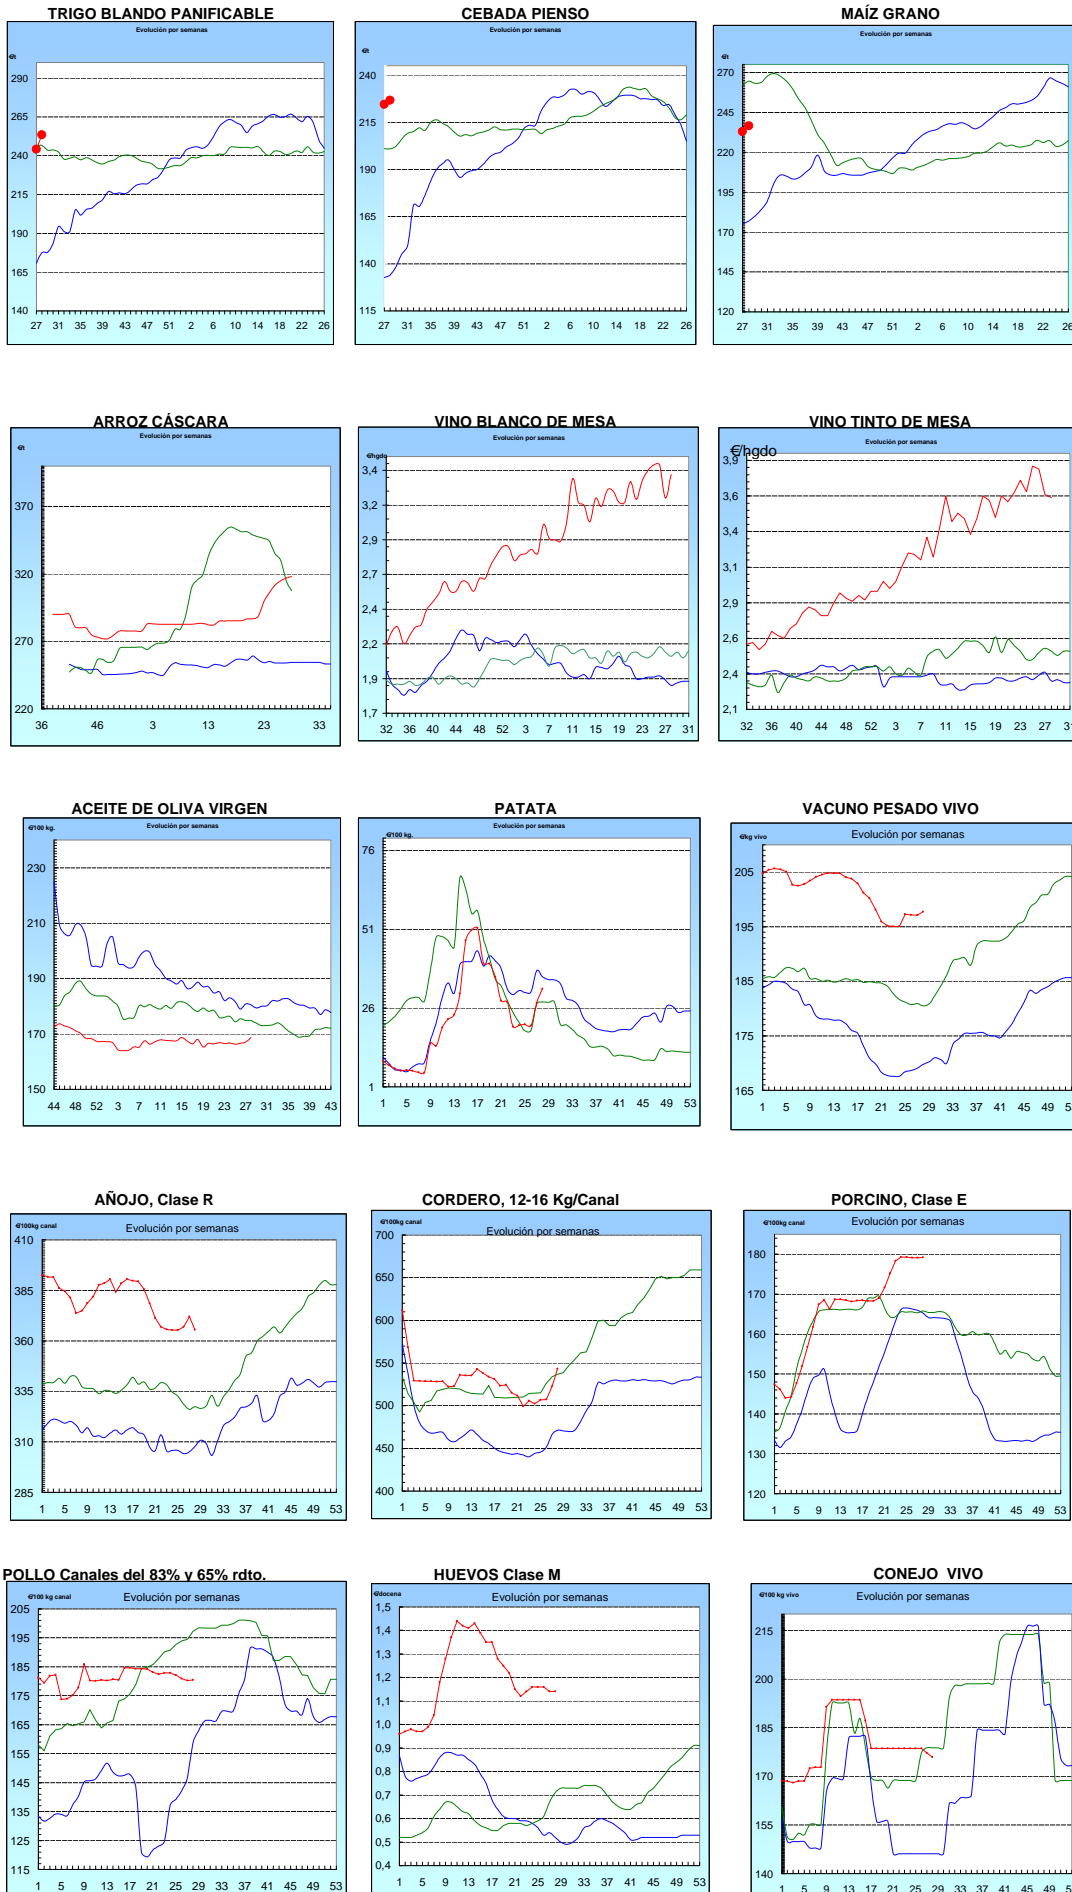 TRIGO BLANDO PANIFICABLE
Evolución por semanas
€/t
290
265
240
215
190
165
140
27 31 35 39 43 47 51 2 6 10 14 18 22 26
CEBADA PIENSO
Evolución por semanas
€/t
240
215
190
165
140
115
27 31 35 39 43 47 51 2 6 10 14 18 22 26
MAÍZ GRANO
Evolución por semanas
€/t
270
245
220
195
170
145
120
27 31 35 39 43 47 51 2 6 10 14 18 22 26
ARROZ CÁSCARA
Evolución por semanas
€/t
370
320
270
220
36 46 3 13 23 33
VINO BLANCO DE MESA
Evolución por semanas
€/hgdo
3,4
3,2
2,9
2,7
2,4
2,2
1,9
1,7
32 36 40 44 48 52 3 7 11 15 19 23 27 31
VINO TINTO DE MESA
Evolución por semanas
€/hgdo
3,9
3,6
3,4
3,1
2,9
2,6
2,4
2,1
32 36 40 44 48 52 3 7 11 15 19 23 27 31
ACEITE DE OLIVA VIRGEN
Evolución por semanas
€/100 kg.
230
210
190
170
150
44 48 52 3 7 11 15 19 23 27 31 35 39 43
PATATA
Evolución por semanas
€/100 kg.
76
51
26
1
1 5 9 13 17 21 25 29 33 37 41 45 49 53
VACUNO PESADO VIVO
Evolución por semanas
€/kg vivo
205
195
185
175
165
1 5 9 13 17 21 25 29 33 37 41 45 49 53
AÑOJO, Clase R
Evolución por semanas
€/100kg canal
410
385
360
335
310
285
1 5 9 13 17 21 25 29 33 37 41 45 49 53
CORDERO, 12-16 Kg/Canal
Evolución por semanas
€/100kg canal
700
650
600
550
500
450
400
1 5 9 13 17 21 25 29 33 37 41 45 49 53
PORCINO, Clase E
Evolución por semanas
€/100kg canal
180
170
160
150
140
130
120
1 5 9 13 17 21 25 29 33 37 41 45 49 53
POLLO Canales del 83% y 65% rdto.
Evolución por semanas
€/100 kg canal
205
195
185
175
165
155
145
135
125
115
1 5 9 13 17 21 25 29 33 37 41 45 49 53
HUEVOS Clase M
Evolución por semanas
€/docena
1,5
1,4
1,3
1,2
1,1
1,0
0,9
0,8
0,7
0,6
0,5
0,4
1 5 9 13 17 21 25 29 33 37 41 45 49 53
CONEJO VIVO
Evolución por semanas
€/100 kg vivo
215
200
185
170
155
140
1 5 9 13 17 21 25 29 33 37 41 45 49 53